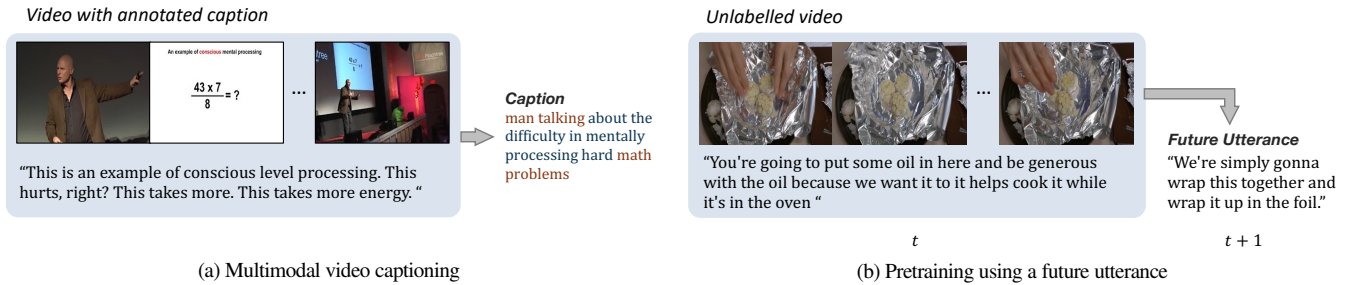 Video with annotated caption
An example of conscious mental processing
43 x 7
8
= ?
...
tree
43 x 7
8
"This is an example of conscious level processing. This
hurts, right? This takes more. This takes more energy. "
Caption
man talking about the
difficulty in mentally
processing hard math
problems
(a) Multimodal video captioning
Unlabelled video
...
"You're going to put some oil in here and be generous
with the oil because we want it to it helps cook it while
it's in the oven "
t
Future Utterance
"We're simply gonna
wrap this together and
wrap it up in the foil."
t + 1
(b) Pretraining using a future utterance